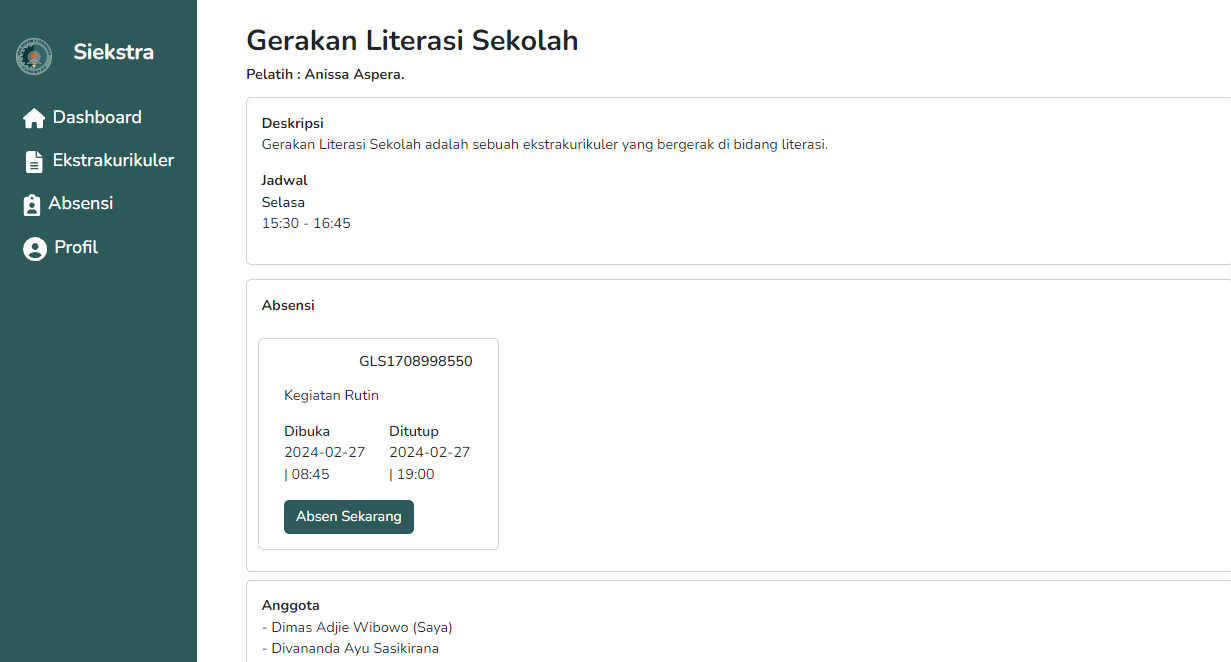 Siekstra
Dashboard
Ekstrakurikuler
Absensi
Profil
Gerakan Literasi Sekolah
Pelatih : Anissa Aspera.
Deskripsi
Gerakan Literasi Sekolah adalah sebuah ekstrakurikuler yang bergerak di bidang literasi.
Jadwal
Selasa
15:30 - 16:45
Absensi
GLS1708998550
Kegiatan Rutin
Dibuka Ditutup
2024-02-27 2024-02-27
| 08:45 | 19:00
Absen Sekarang
Anggota
- Dimas Adjie Wibowo (Saya)
- Divananda Ayu Sasikirana